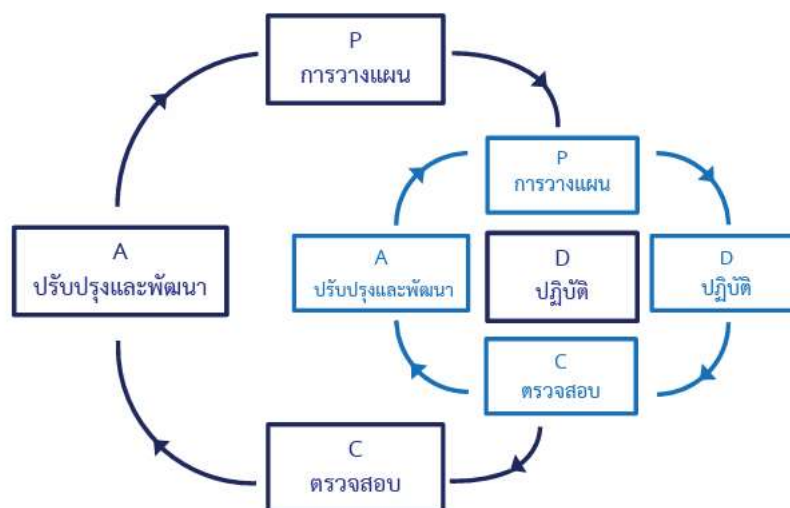 P
การวางแผน
P
การวางแผน
A
ปรับปรุงและพัฒนา
A
ปรับปรุงและพัฒนา
D
ปฏิบัติ
D
ปฏิบัติ
C
ตรวจสอบ
C
ตรวจสอบ